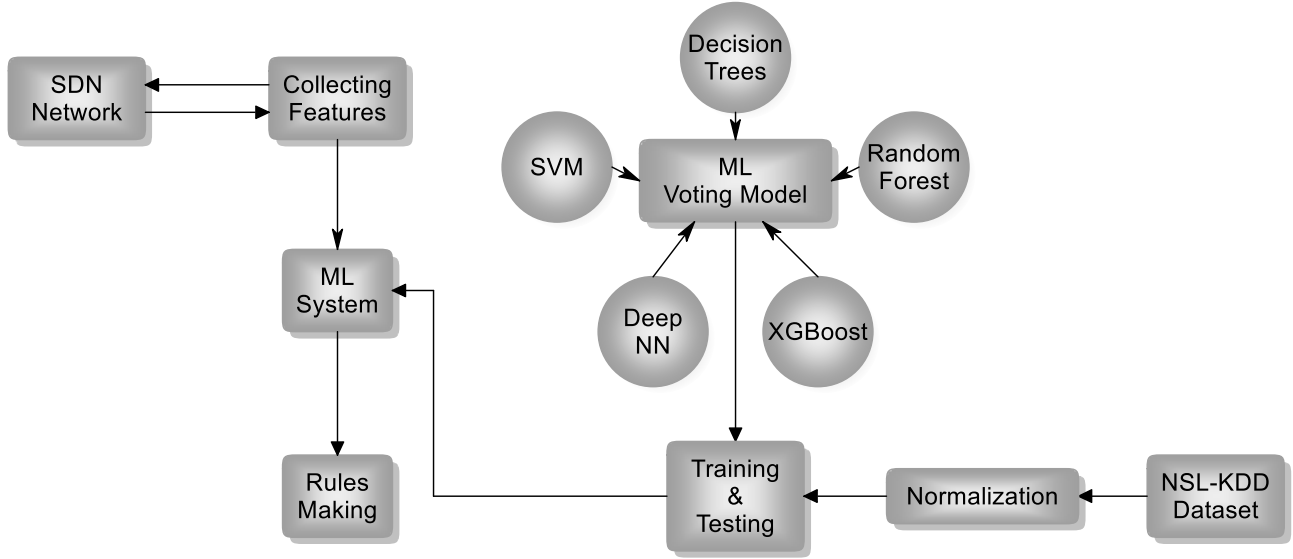 Decision
Trees
SDN
Network
Collecting
Features
SVM
ML
Voting Model
Random
Forest
ML
System
Deep
NN
XGBoost
Rules
Making
Training
&
Testing
Normalization
NSL-KDD
Dataset